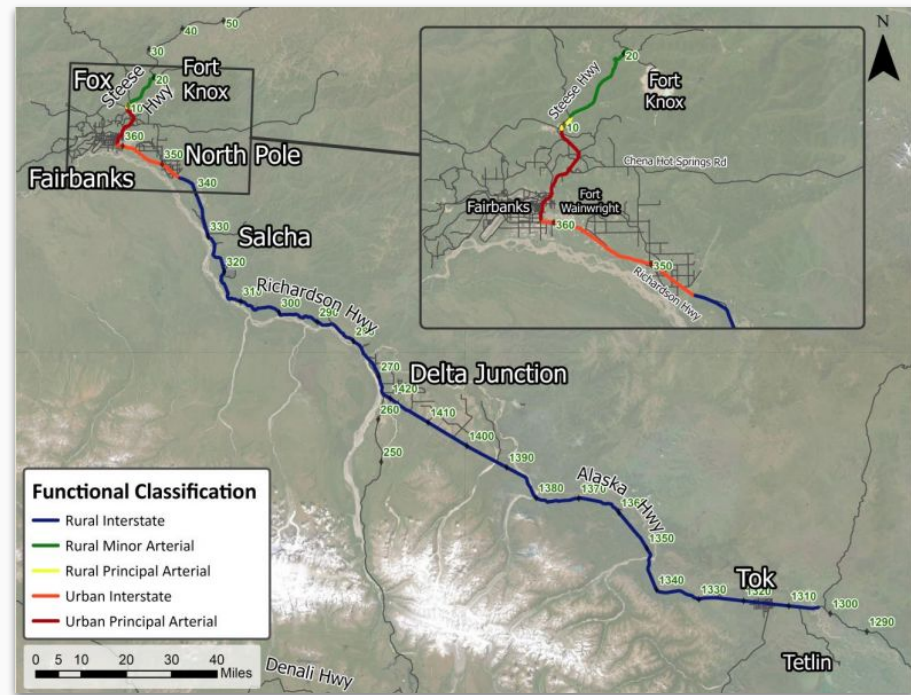 50
40
30
20
Fox
Steese Hwy
Fort
Knox
10
360
350
North Pole
Fairbanks
340
330
Salcha
320
310
Richardson Hwy
300
290
270
1420
Delta Junction
260
1410
250
1400
1390
Alaska Hwy
1380
1370
1350
1340
1330
Tok
1320
1310
1300
1290
Tetlin
Denali Hwy
N
20
Steese Hwy
Fort
Knox
10
Chena Hot Springs Rd
Fairbanks
Fort
Wainwright
360
350
Richardson Hwy
Functional Classification
Rural Interstate
Rural Minor Arterial
Rural Principal Arterial
Urban Interstate
Urban Principal Arterial
0 5 10 20 30 40
Miles